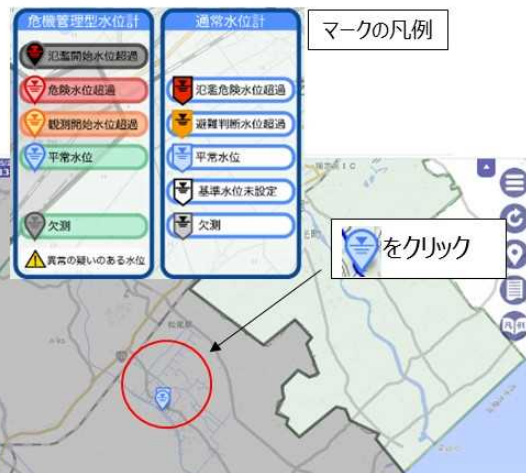 危機管理型水位計
氾濫開始水位超過
危険水位超過
観測開始水位超過
平常水位
欠測
異常の疑いのある水位
通常水位計
氾濫危険水位超過
避難判断水位超過
平常水位
基準水位未設定
欠測
マークの凡例
をクリック
凡例